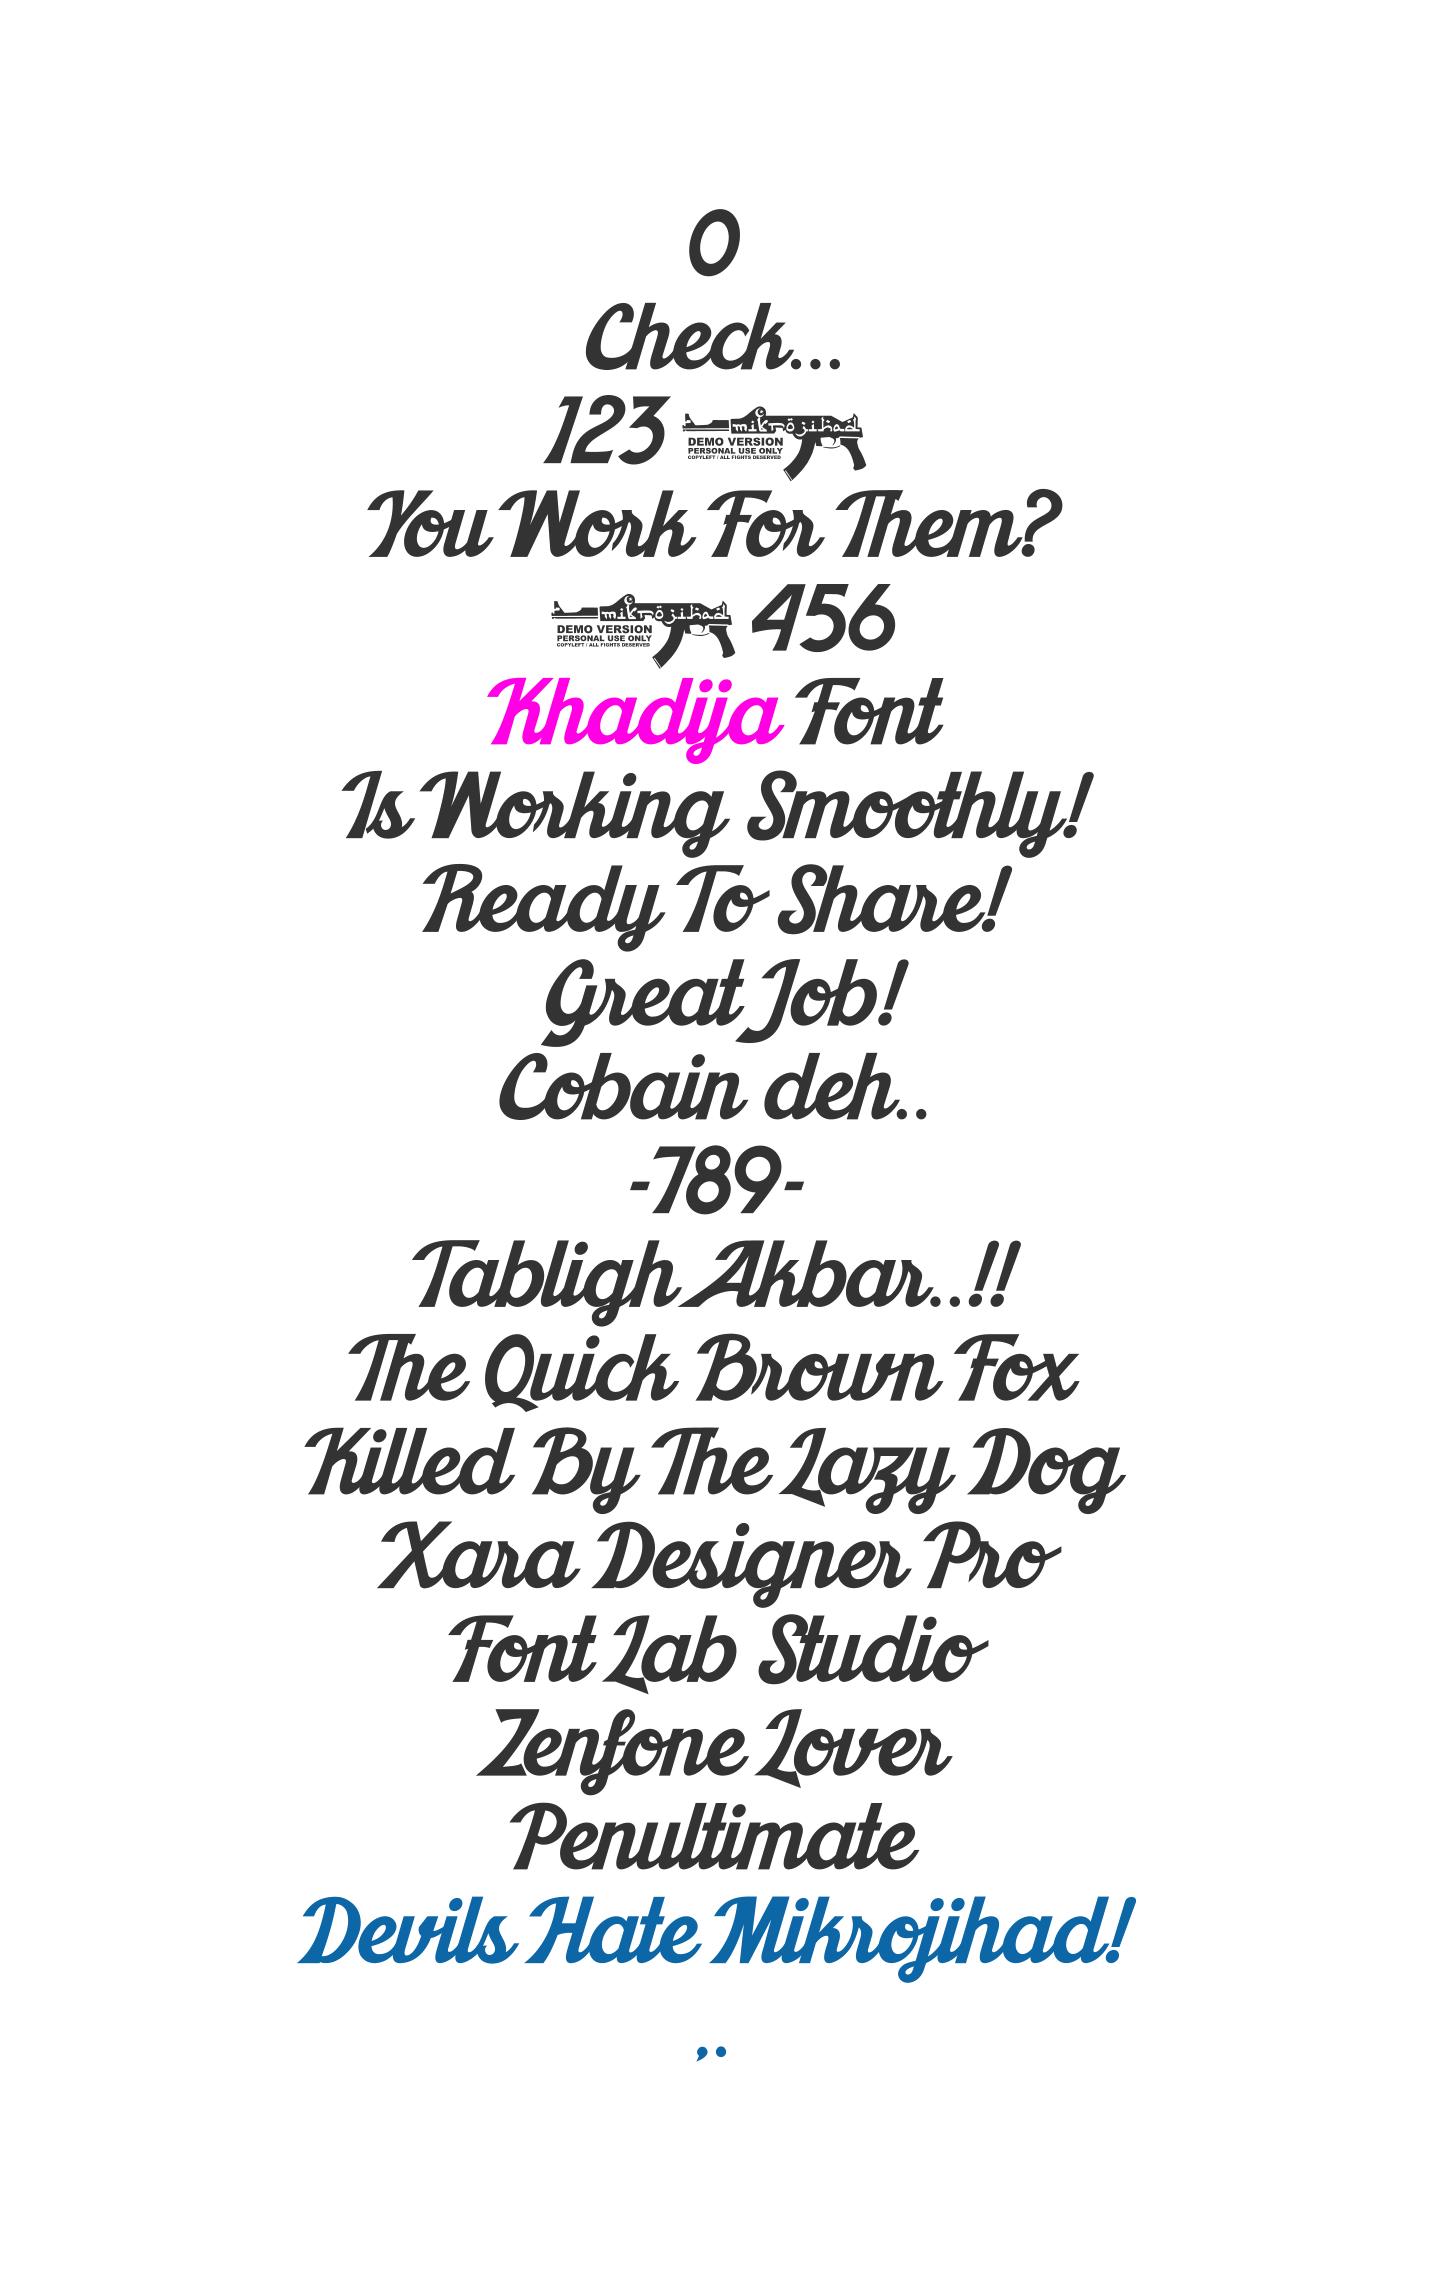 0
Check...
123 mikröjihad
DEMO VERSION
PERSONAL USE ONLY
COPYLEFT / ALL FIGHTS DESERVED
You Work For Them?
mikröjihad 456
DEMO VERSION
PERSONAL USE ONLY
COPYLEFT / ALL FIGHTS DESERVED
Khadija Font
Is Working Smoothly!
Ready To Share!
Great Job!
Cobain deh..
-789-
Tabligh Akbar..!!
The Quick Brown Fox
Killed By The Lazy Dog
Xara Designer Pro
Font Lab Studio
Zenfone Lover
Penultimate
Devils Hate Mikrojihad!
,.